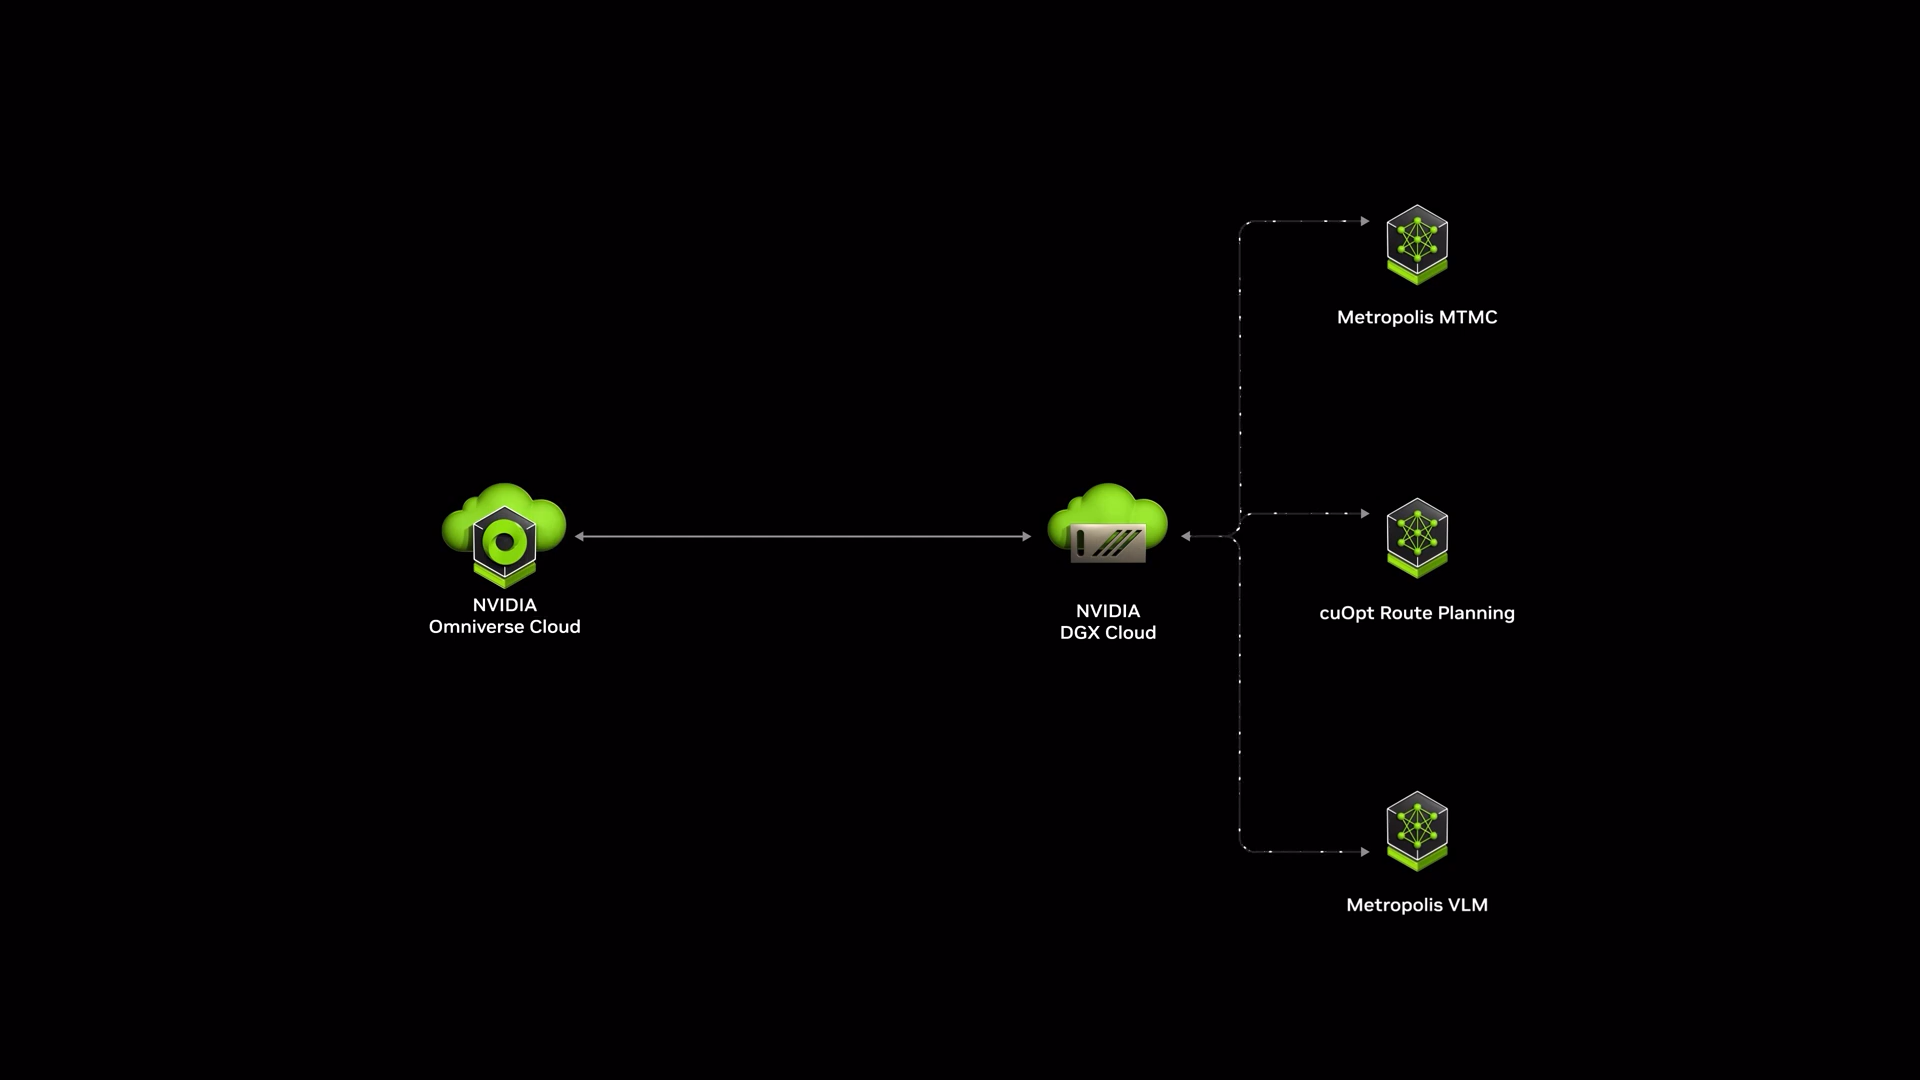 Metropolis MTMC
NVIDIA
Omniverse Cloud
NVIDIA
DGX Cloud
cuOpt Route Planning
Metropolis VLM